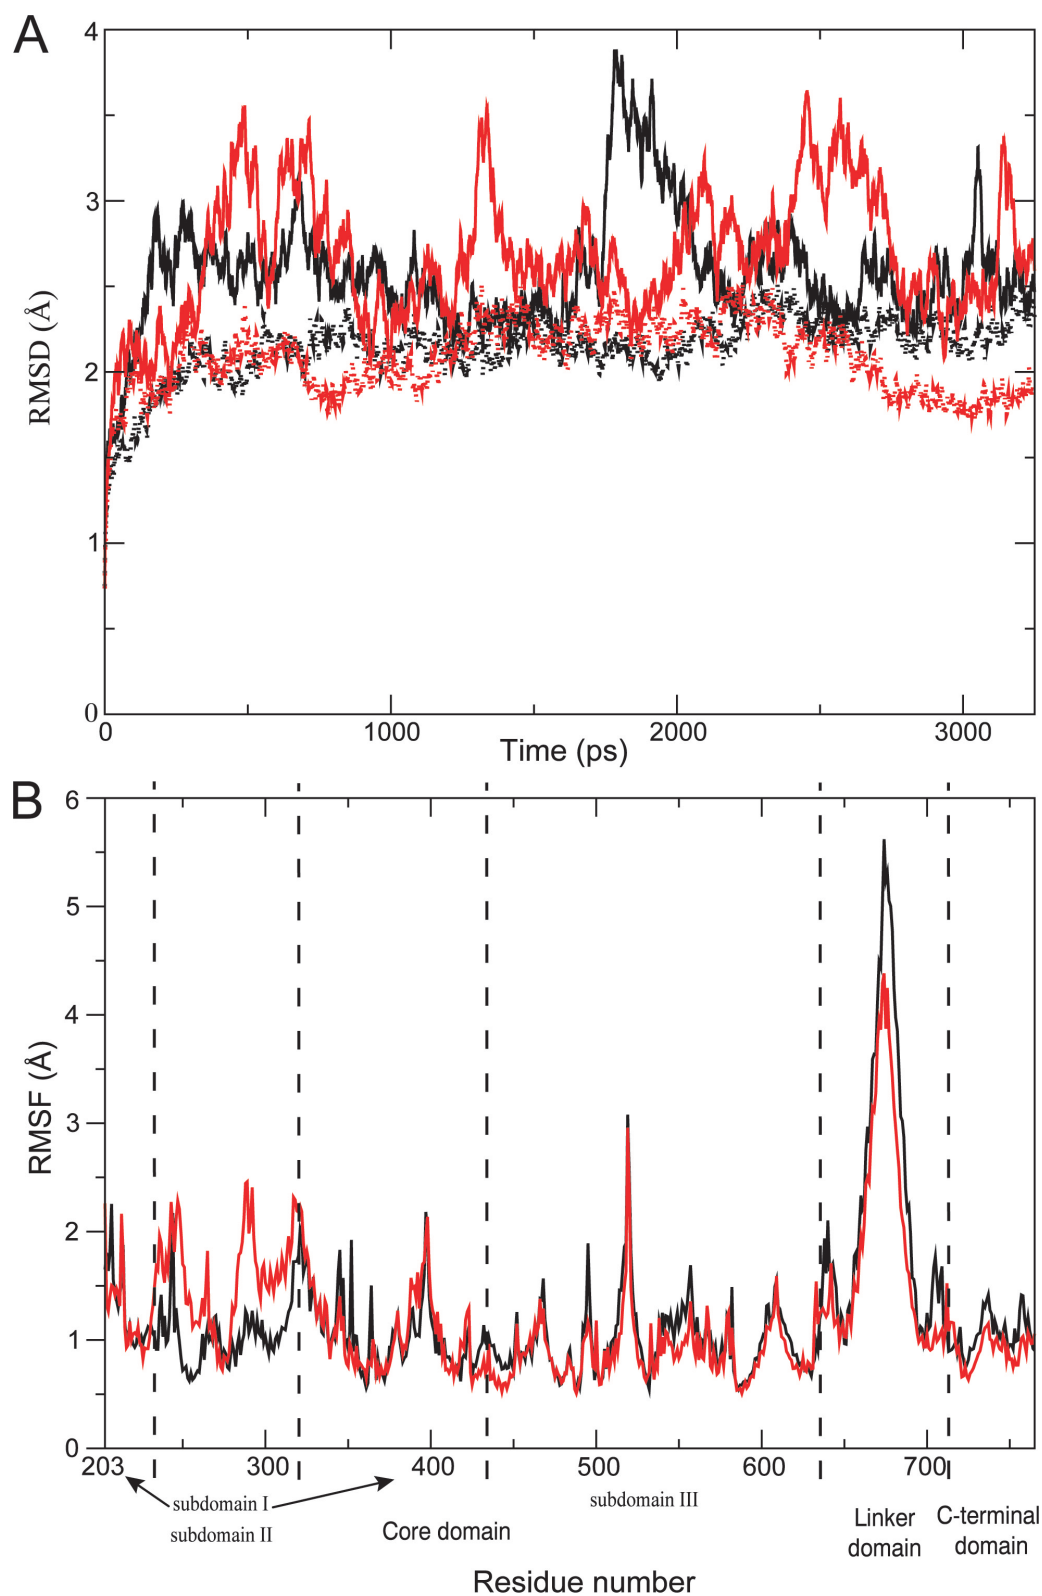 A
4
3
2
1
0
RMSD (Å)
0 1000 2000 3000
Time (ps)
B
6
5
4
3
2
1
0
RMSF (Å)
203 300 400 500 600 700
subdomain I
subdomain II
Core domain
subdomain III
Linker
domain
C-terminal
domain
Residue number